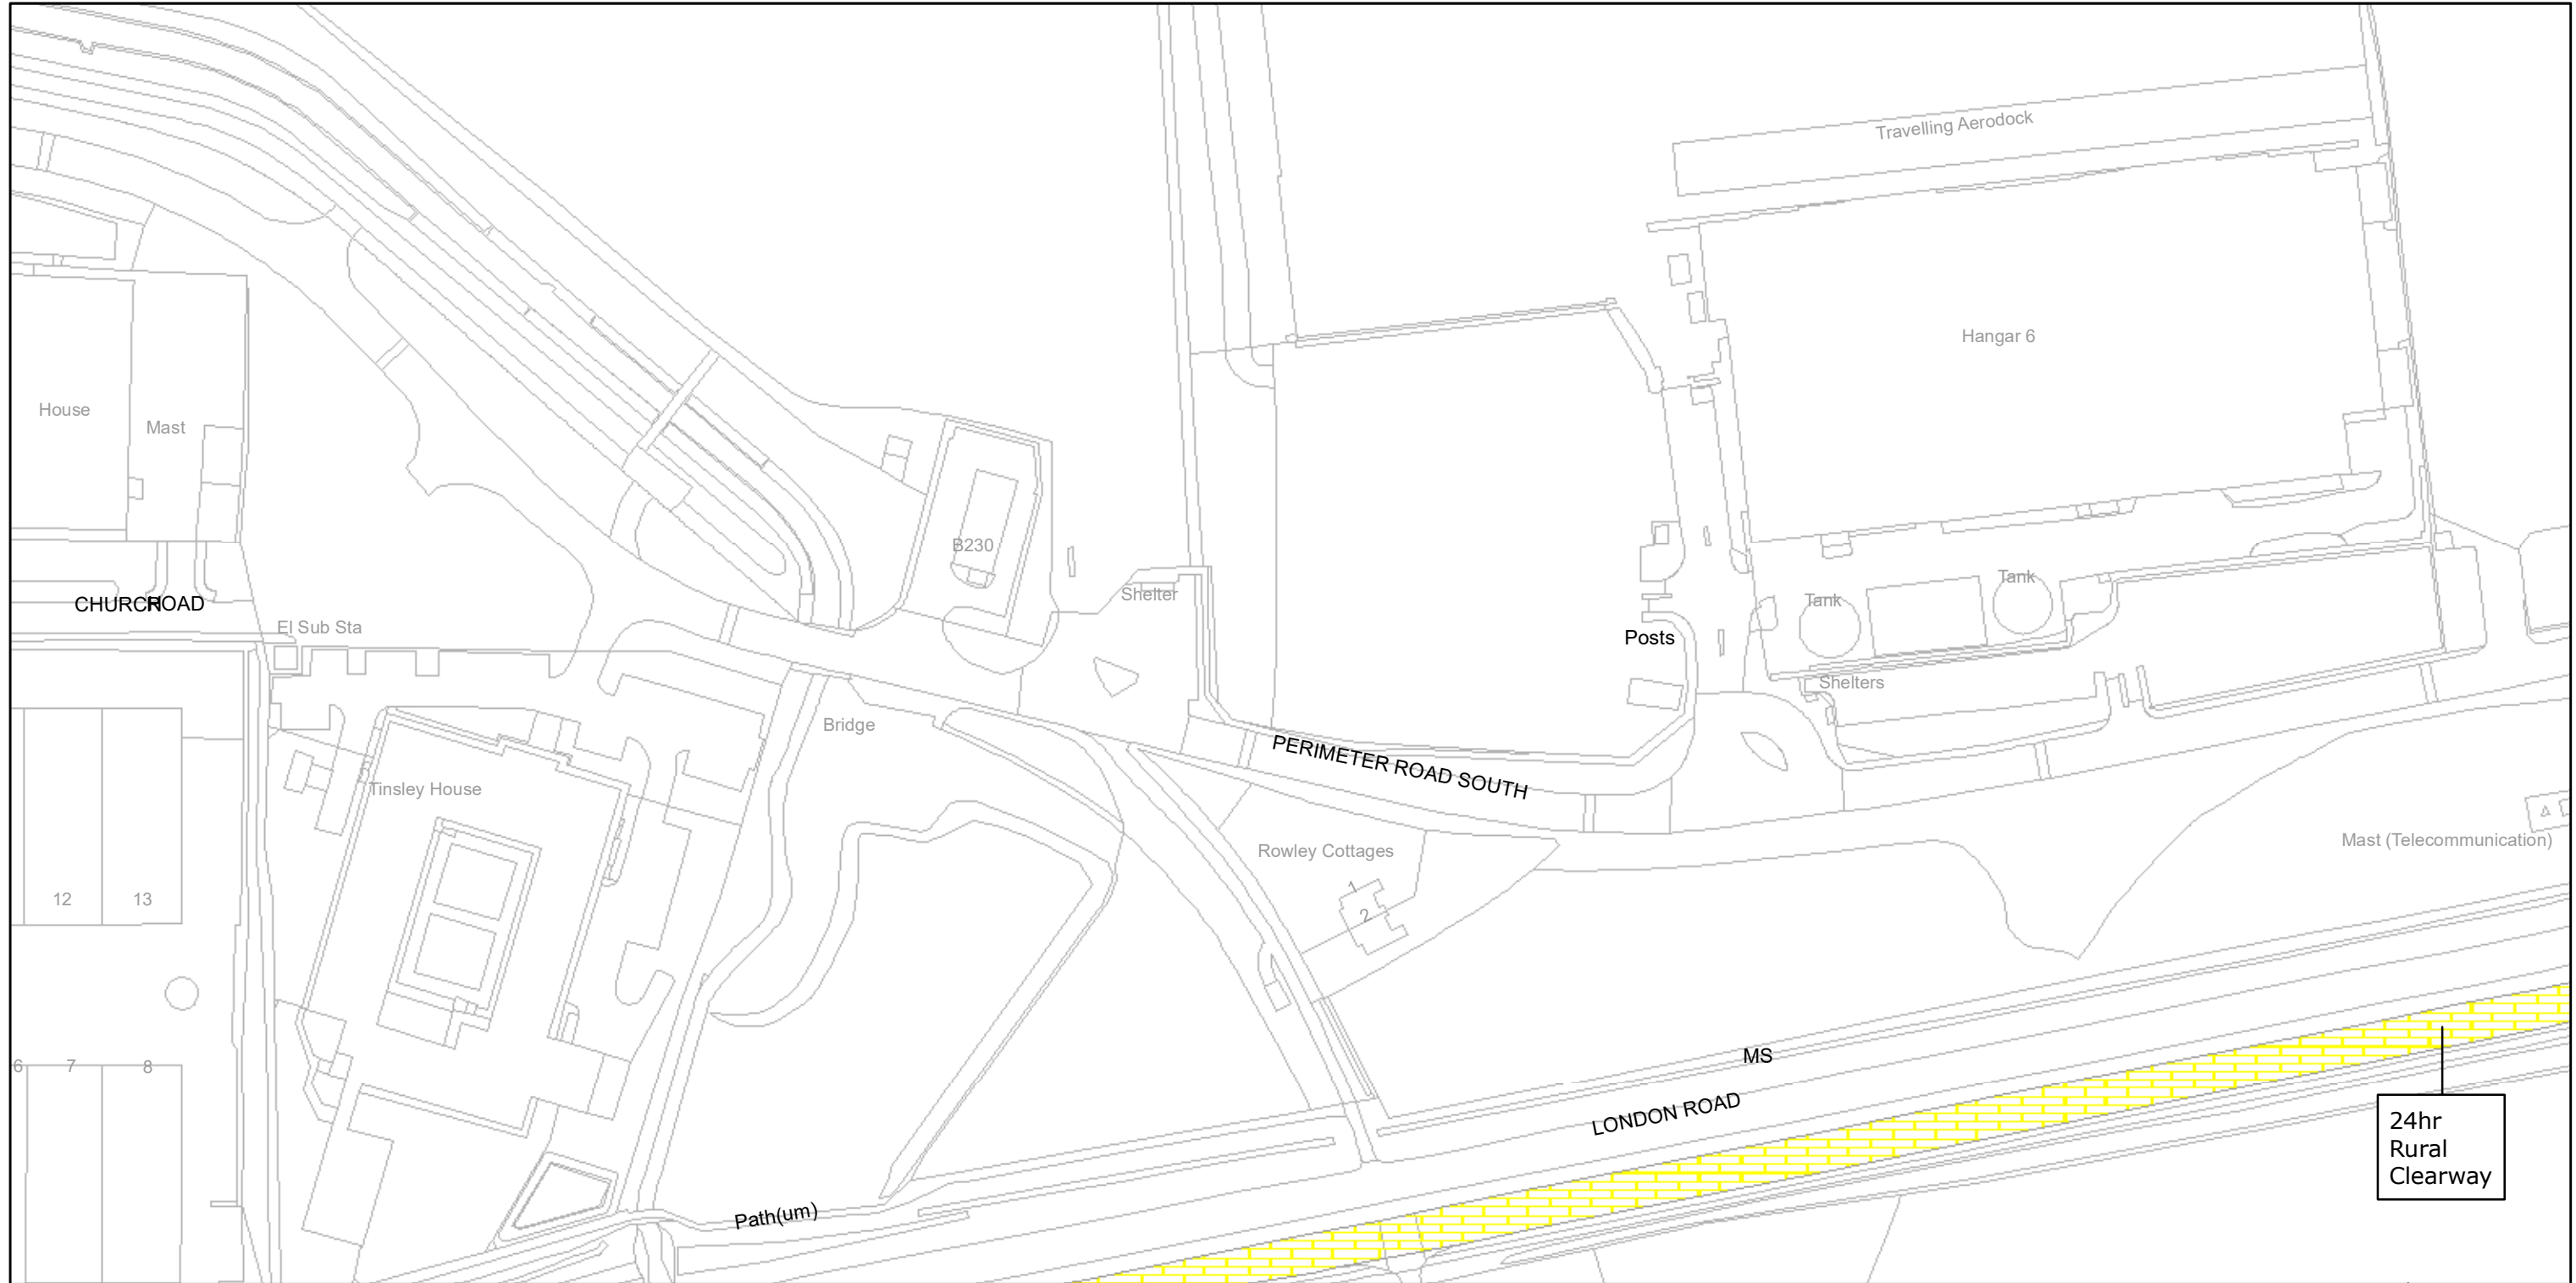 Travelling Aerodock
Hangar 6
House
Mast
B230
Shelter
Tank
Tank
CHURCH ROAD
El Sub Sta
Posts
Shelters
Bridge
PERIMETER ROAD SOUTH
Tinsley House
Rowley Cottages
Mast (Telecommunication)
1
2
12
13
6
7
8
MS
LONDON ROAD
24hr
Rural
Clearway
Path(um)